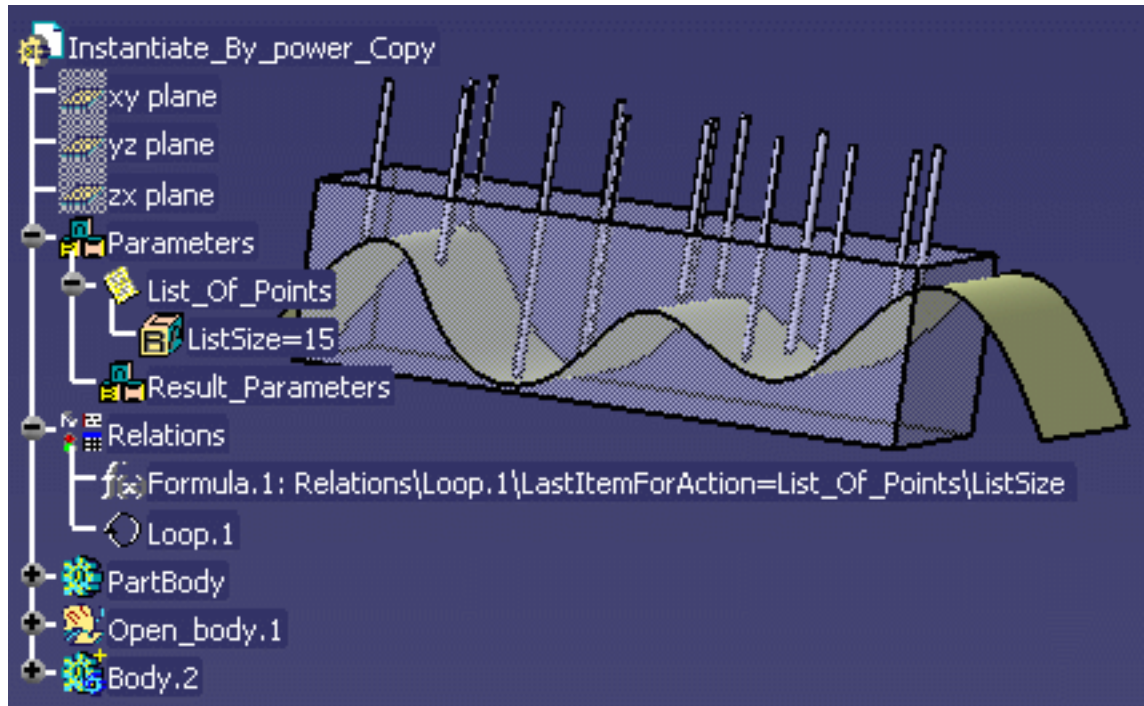 Instantiate_By_power_Copy
xy plane
yz plane
zx plane
Parameters
List_Of_Points
ListSize=15
Result_Parameters
Relations
Formula.1: Relations\Loop.1\LastItemForAction=List_Of_Points\ListSize
Loop.1
PartBody
Open_body.1
Body.2